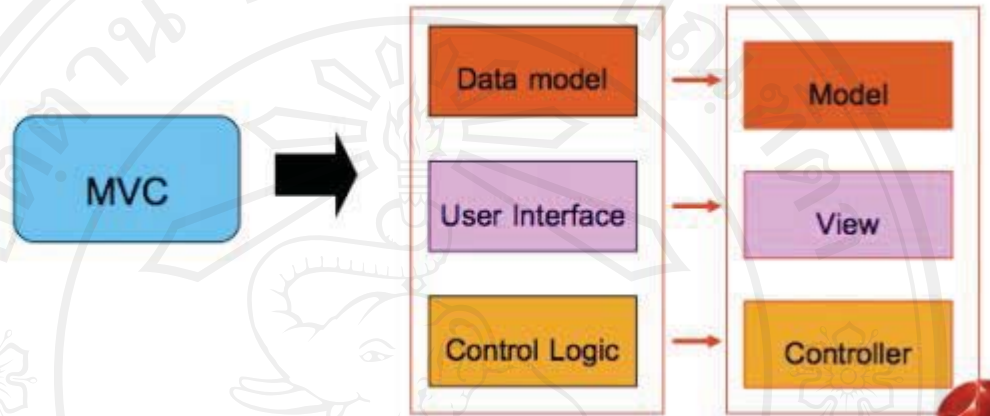 MVC
Data model
Model
User Interface
View
Control Logic
Controller